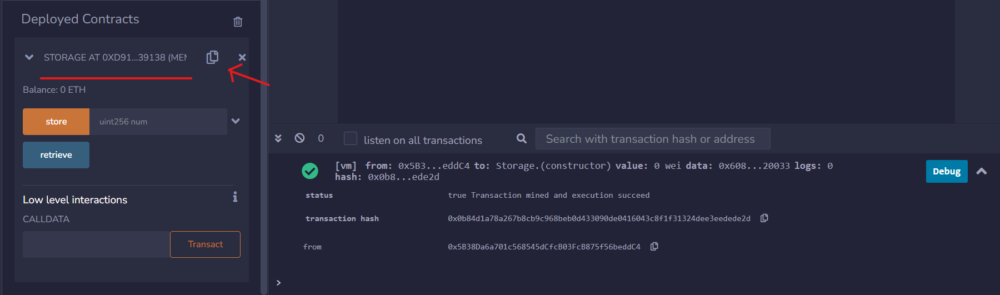 Deployed Contracts
STORAGE AT 0XD91...39138 (MEM
Balance: 0 ETH
store
uint256 num
retrieve
Low level interactions
CALLDATA
Transact
0
listen on all transactions
Search with transaction hash or address
[vm] from: 0x5B3...eddC4 to: Storage.(constructor) value: 0 wei data: 0x608...20033 logs: 0
hash: 0x0b8...ede2d
Debug
status true Transaction mined and execution succeed
transaction hash 0x0b84d1a78a267b8cb9c968beb0d433090de0416043c8f1f31324dee3eedede2d
from 0x5B38Da6a701c568545dCfcB03FcB875f56beddC4
>